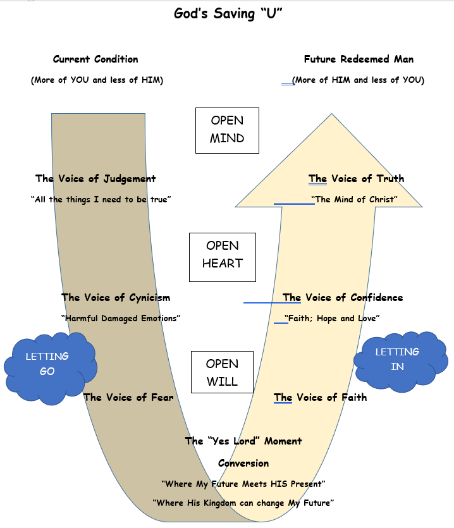 God's Saving "U"
Current Condition
(More of YOU and less of HIM)
Future Redeemed Man
(More of HIM and less of YOU)
OPEN
MIND
The Voice of Judgement
"All the things I need to be true"
The Voice of Truth
"The Mind of Christ"
OPEN
HEART
The Voice of Cynicism
"Harmful Damaged Emotions"
The Voice of Confidence
"Faith; Hope and Love"
LETTING
GO
OPEN
WILL
LETTING
IN
The Voice of Fear
The Voice of Faith
The "Yes Lord" Moment
Conversion
"Where My Future Meets HIS Present"
"Where His Kingdom can change My Future"